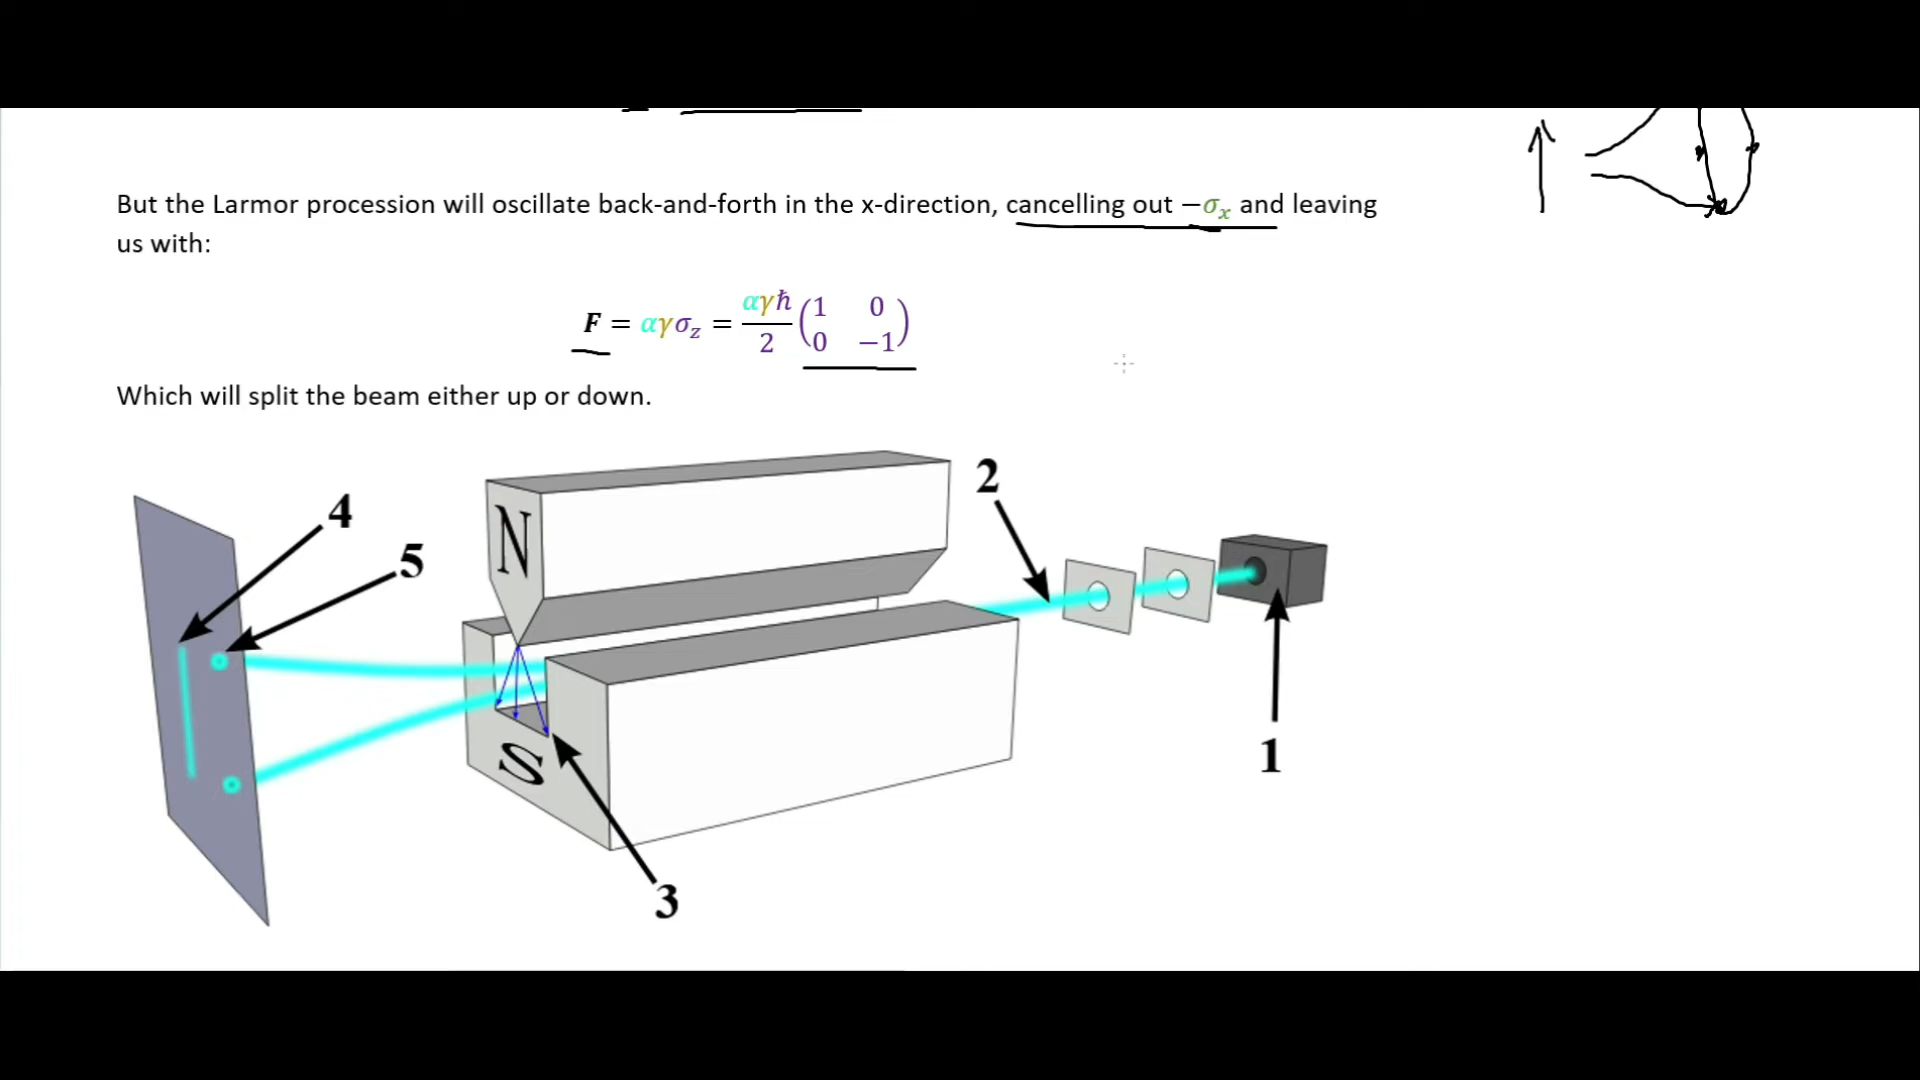 But the Larmor procession will oscillate back-and-forth in the x-direction, cancelling out −σₓ and leaving
us with:
F = αγσ_z = αγħ/2 (1 0
0 −1)
Which will split the beam either up or down.
2
4
N
5
S
1
3